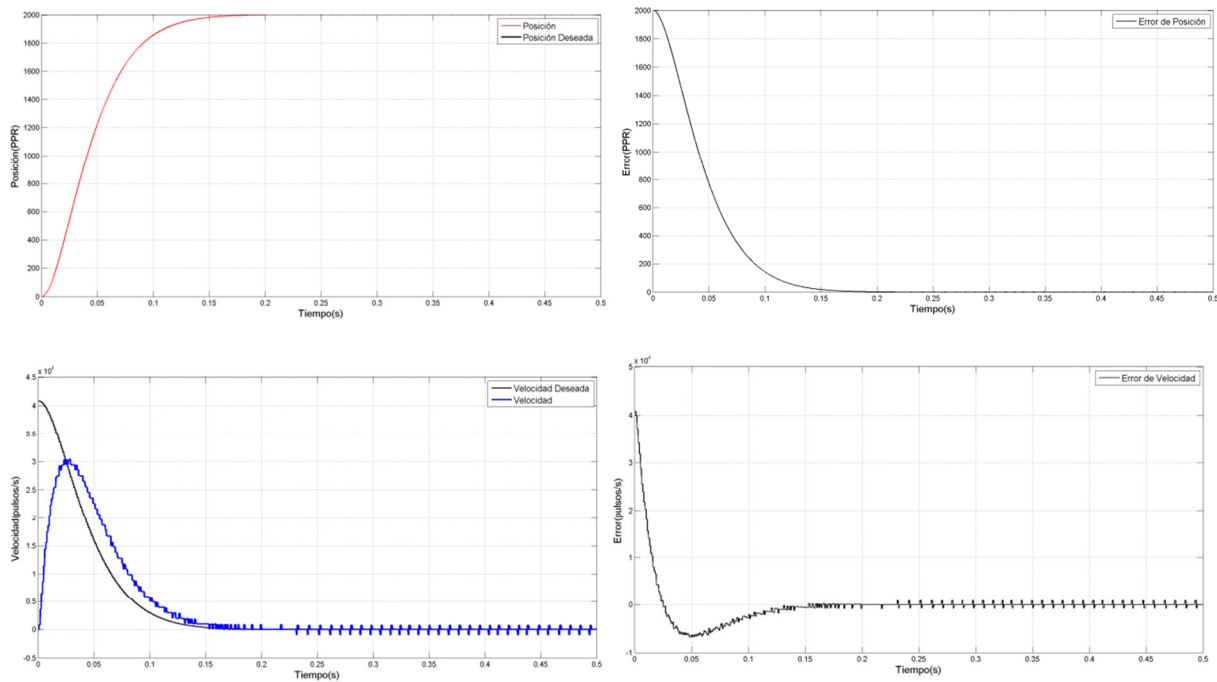 2000
1800
1600
1400
1200
1000
800
600
400
200
0
Posición(PPR)
Posición
Posición Deseada
0 0.05 0.1 0.15 0.2 0.25 0.3 0.35 0.4 0.45 0.5
Tiempo(s)
2000
1800
1600
1400
1200
1000
800
600
400
200
0
Error(PPR)
Error de Posición
0 0.05 0.1 0.15 0.2 0.25 0.3 0.35 0.4 0.45 0.5
Tiempo(s)
x 10⁴
4.5
4
3.5
3
2.5
2
1.5
1
0.5
0
-0.5
Velocidad(pulsos/s)
Velocidad Deseada
Velocidad
0 0.05 0.1 0.15 0.2 0.25 0.3 0.35 0.4 0.45 0.5
Tiempo(s)
x 10⁴
5
4
3
2
1
0
-1
Error(pulsos/s)
Error de Velocidad
0 0.05 0.1 0.15 0.2 0.25 0.3 0.35 0.4 0.45 0.5
Tiempo(s)